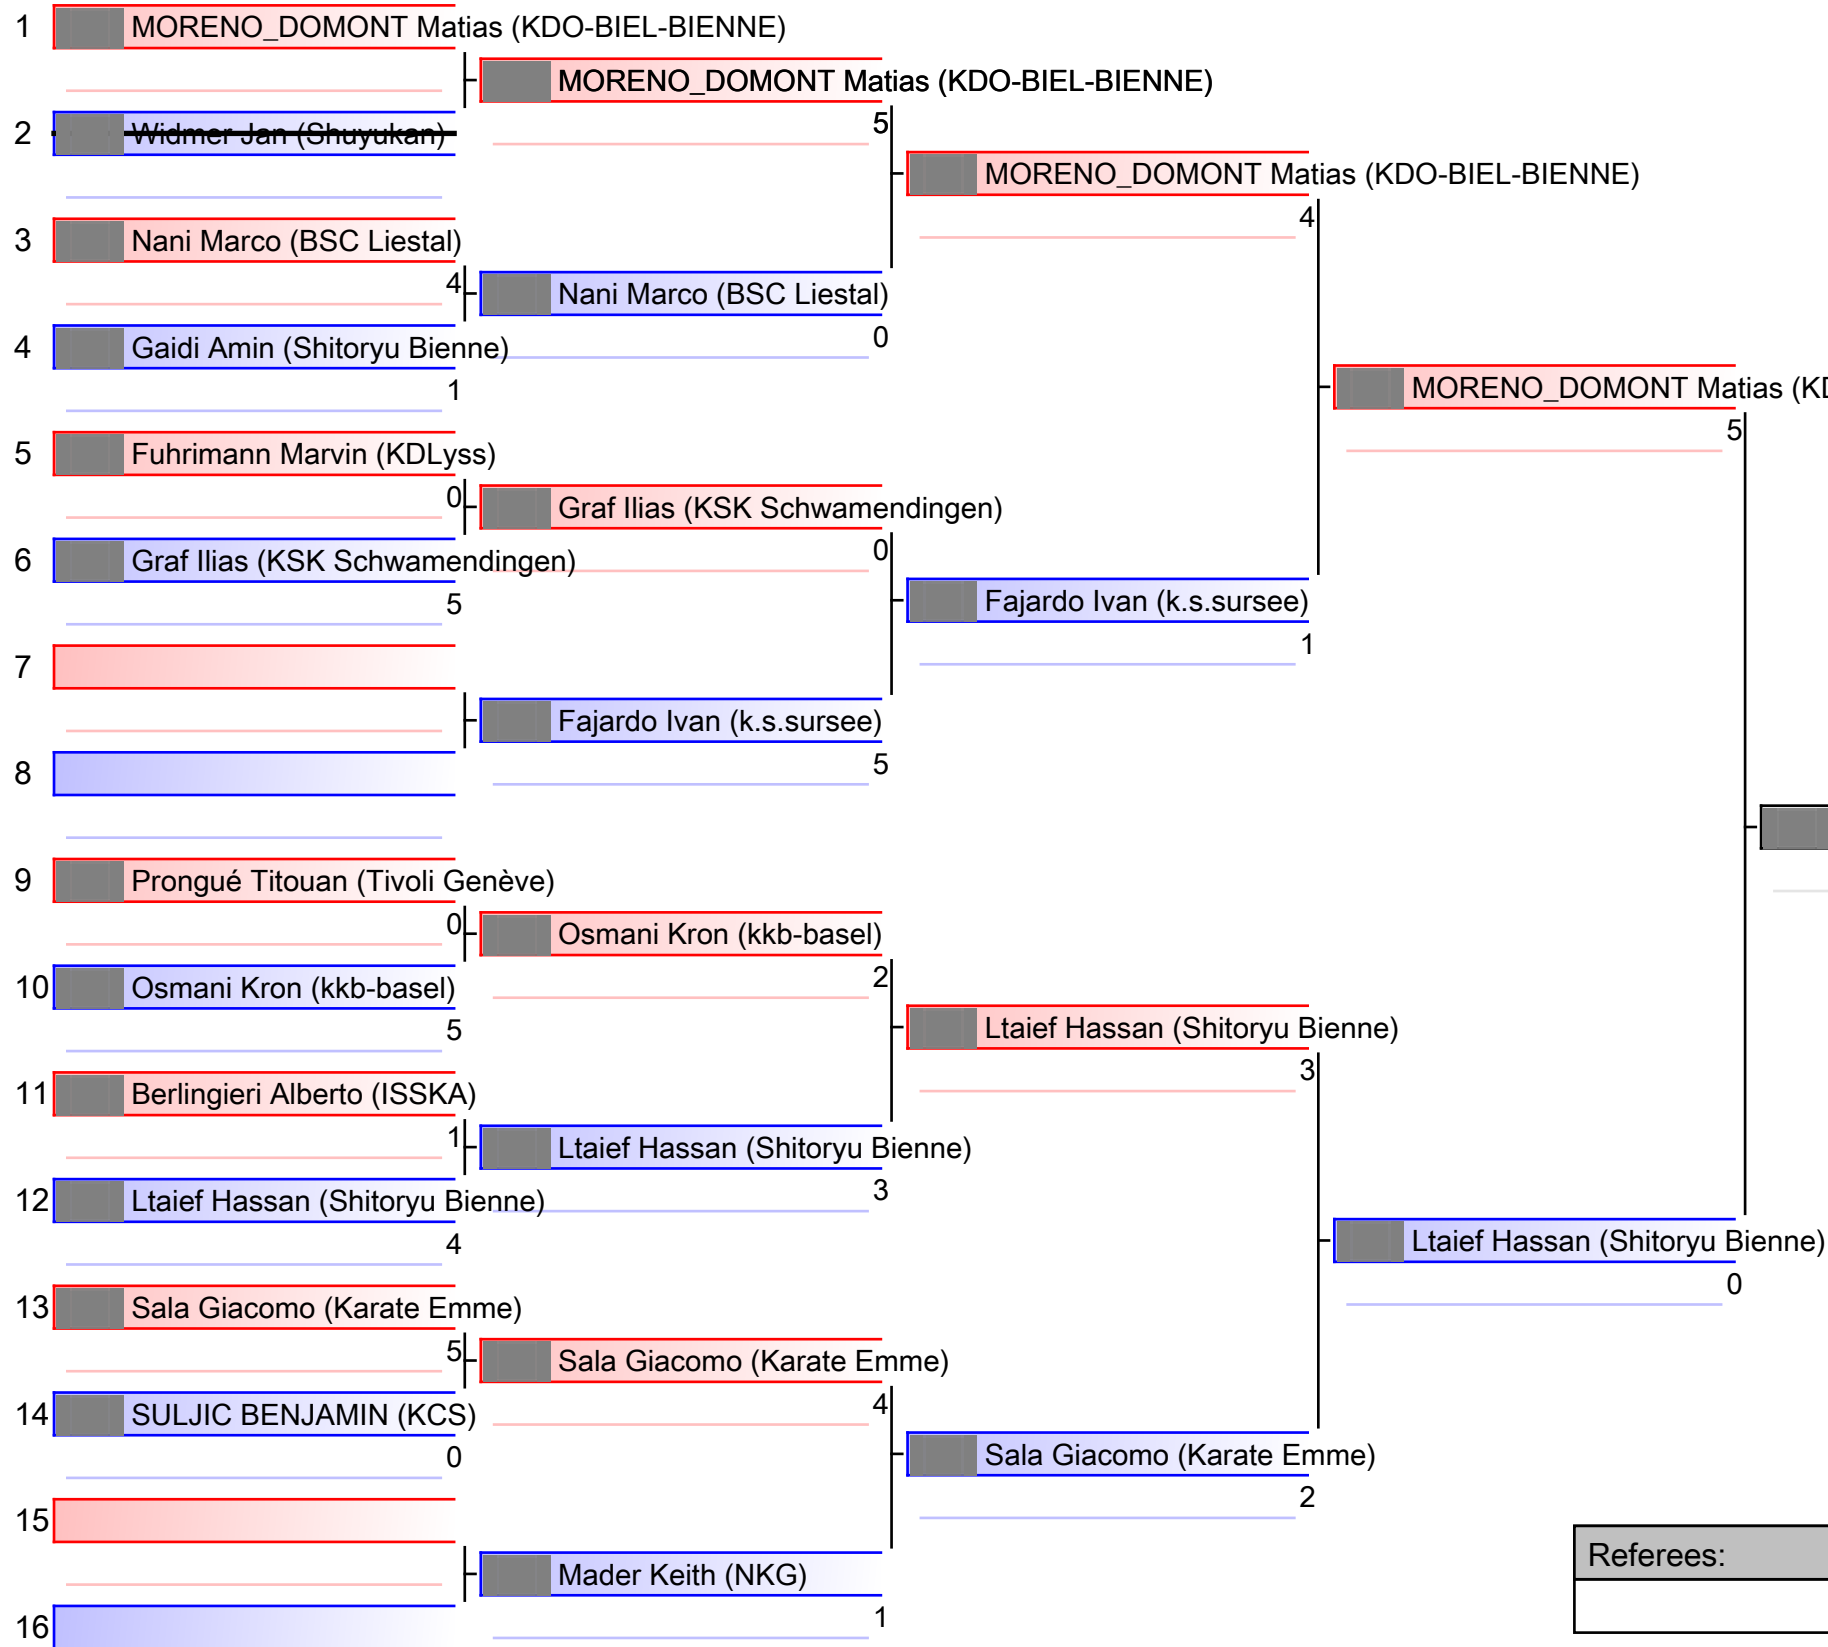 1 MORENO_DOMONT Matias (KDO-BIEL-BIENNE)
MORENO_DOMONT Matias (KDO-BIEL-BIENNE)
5
2 Widmer Jan (Shuyukan)
MORENO_DOMONT Matias (KDO-BIEL-BIENNE)
4
3 Nani Marco (BSC Liestal)
4
Nani Marco (BSC Liestal)
0
4 Gaidi Amin (Shitoryu Bienne)
1
MORENO_DOMONT Matias (KD
5
5 Fuhrimann Marvin (KDLyss)
0
Graf Ilias (KSK Schwamendingen)
0
6 Graf Ilias (KSK Schwamendingen)
5
Fajardo Ivan (k.s.sursee)
1
7
Fajardo Ivan (k.s.sursee)
5
8
9 Prongué Titouan (Tivoli Genève)
0
Osmani Kron (kkb-basel)
2
10 Osmani Kron (kkb-basel)
5
Ltaief Hassan (Shitoryu Bienne)
3
11 Berlingieri Alberto (ISSKA)
1
Ltaief Hassan (Shitoryu Bienne)
3
12 Ltaief Hassan (Shitoryu Bienne)
4
Ltaief Hassan (Shitoryu Bienne)
0
13 Sala Giacomo (Karate Emme)
5
Sala Giacomo (Karate Emme)
4
14 SULJIC BENJAMIN (KCS)
0
Sala Giacomo (Karate Emme)
2
15
Mader Keith (NKG)
1
16
Referees: